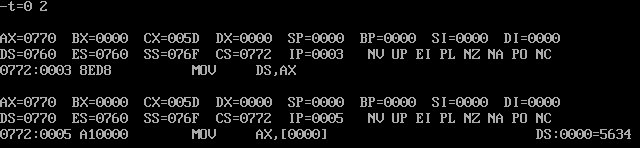 -t=0 2
AX=0770 BX=0000 CX=005D DX=0000 SP=0000 BP=0000 SI=0000 DI=0000
DS=0760 ES=0760 SS=076F CS=0772 IP=0003 NV UP EI PL NZ NA PO NC
0772:0003 8ED8 MOV DS,AX
AX=0770 BX=0000 CX=005D DX=0000 SP=0000 BP=0000 SI=0000 DI=0000
DS=0770 ES=0760 SS=076F CS=0772 IP=0005 NV UP EI PL NZ NA PO NC
0772:0005 A10000 MOV AX,[0000] DS:0000=5634